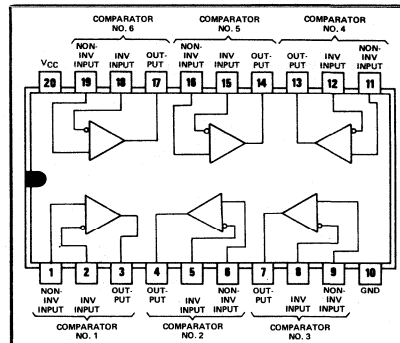 COMPARATOR NO. 6
COMPARATOR NO. 5
COMPARATOR NO. 4
VCC
NON-INV INPUT
INV INPUT
OUT-PUT
NON-INV INPUT
INV INPUT
OUT-PUT
OUT-PUT
INV INPUT
NON-INV INPUT
20 19 18 17 16 15 14 13 12 11
1 2 3 4 5 6 7 8 9 10
NON-INV INPUT
INV INPUT
OUT-PUT
OUT-PUT
INV INPUT
NON-INV INPUT
OUT-PUT
INV INPUT
NON-INV INPUT
GND
COMPARATOR NO. 1
COMPARATOR NO. 2
COMPARATOR NO. 3